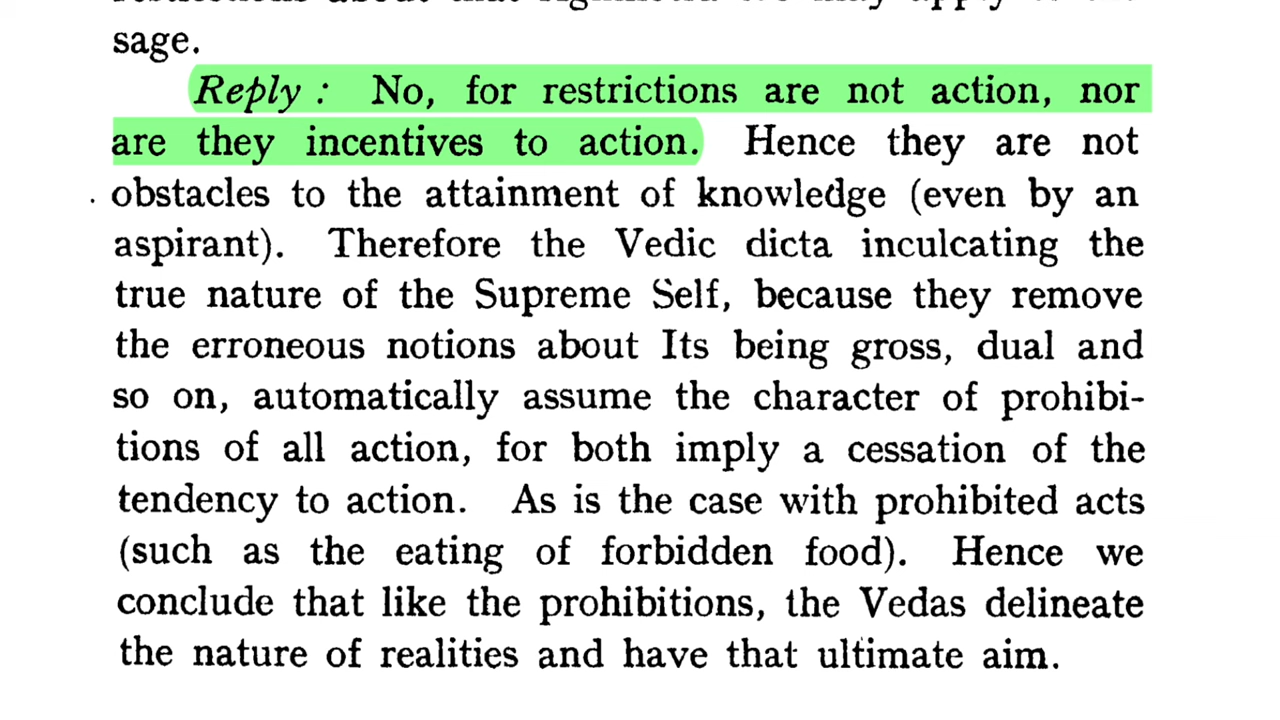 sage.
Reply : No, for restrictions are not action, nor
are they incentives to action. Hence they are not
obstacles to the attainment of knowledge (even by an
aspirant). Therefore the Vedic dicta inculcating the
true nature of the Supreme Self, because they remove
the erroneous notions about Its being gross, dual and
so on, automatically assume the character of prohibi-
tions of all action, for both imply a cessation of the
tendency to action. As is the case with prohibited acts
(such as the eating of forbidden food). Hence we
conclude that like the prohibitions, the Vedas delineate
the nature of realities and have that ultimate aim.